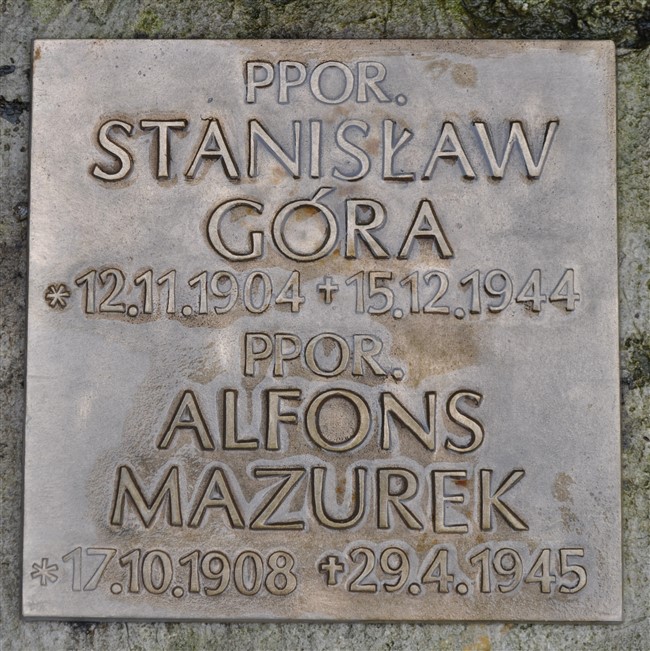 PPOR.
STANISŁAW
GÓRA
*12.11.1904 ✝15.12.1944
PPOR.
ALFONS
MAZUREK
*17.10.1908 ✝29.4.1945